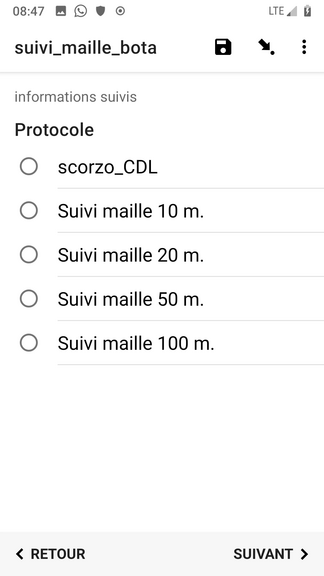 08:47 LTE
suivi_maille_bota
informations suivis
Protocole
scorzo_CDL
Suivi maille 10 m.
Suivi maille 20 m.
Suivi maille 50 m.
Suivi maille 100 m.
RETOUR SUIVANT